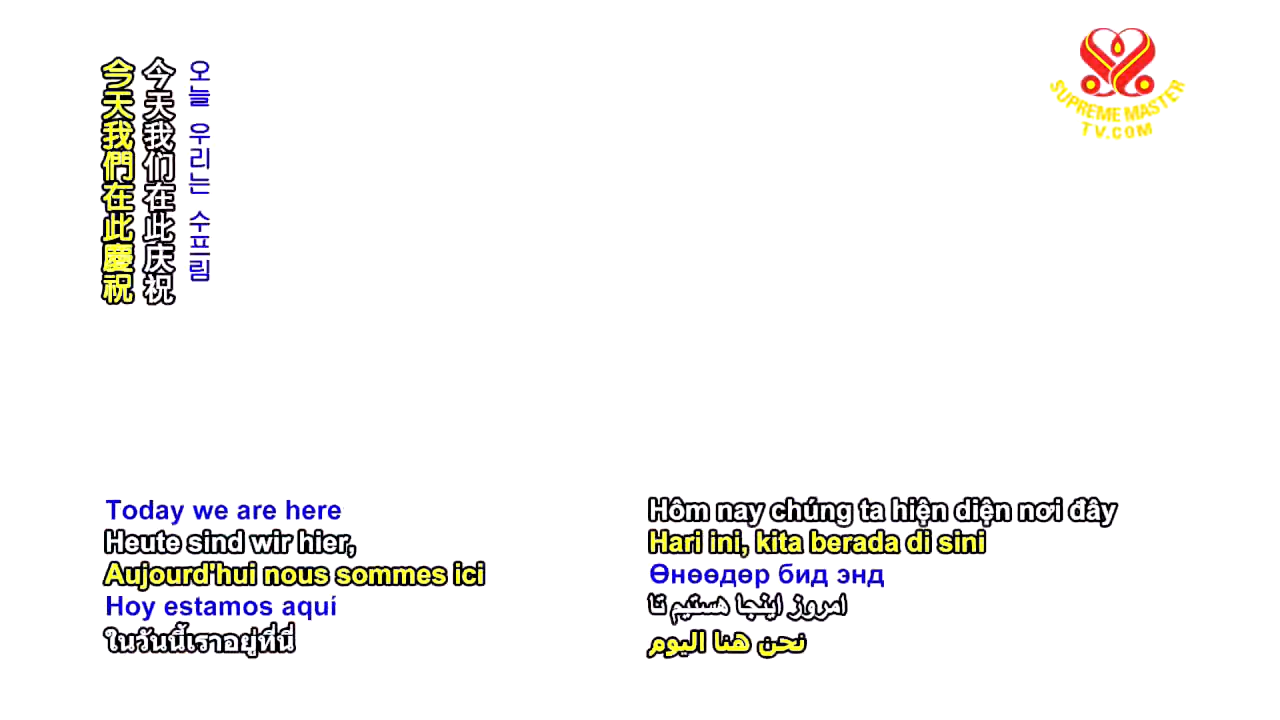 今天我們在此慶祝
今天我们在此庆祝
오늘 우리는 수프림
SUPREME MASTER
TV.COM
Today we are here
Heute sind wir hier,
Aujourd'hui nous sommes ici
Hoy estamos aquí
ในวันนี้เราอยู่ที่นี่
Hôm nay chúng ta hiện diện nơi đây
Hari ini, kita berada di sini
Өнөөдөр бид энд
امروز اینجا هستیم تا
نحن هنا اليوم